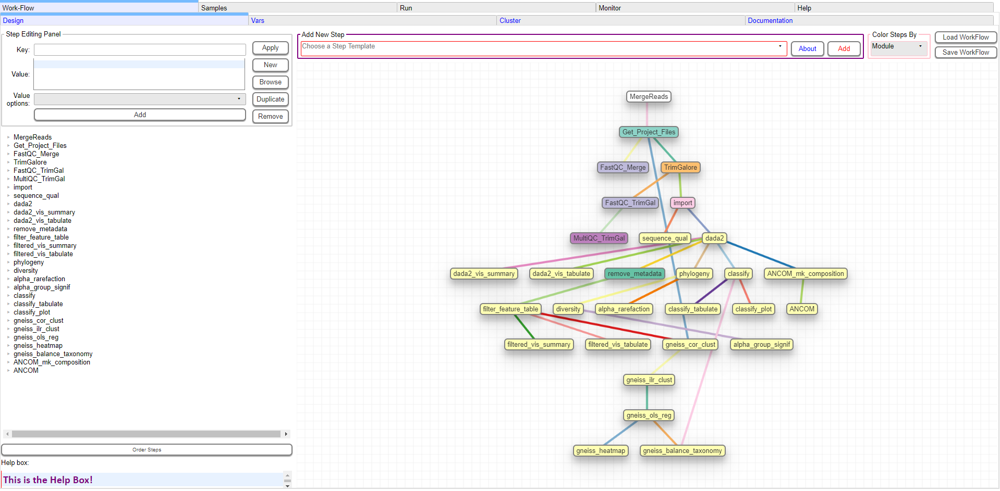 Work-Flow
Samples
Run
Monitor
Help
Design
Vars
Cluster
Documentation
Step Editing Panel
Key:
Apply
New
Value:
Browse
Value
options:
Duplicate
Add
Remove
Add New Step
Choose a Step Template
About
Add
Color Steps By
Module
Load WorkFlow
Save WorkFlow
MergeReads
Get_Project_Files
FastQC_Merge
TrimGalore
FastQC_TrimGal
MultiQC_TrimGal
import
sequence_qual
dada2
dada2_vis_summary
dada2_vis_tabulate
remove_metadata
filter_feature_table
filtered_vis_summary
filtered_vis_tabulate
phylogeny
diversity
alpha_rarefaction
alpha_group_signif
classify
classify_tabulate
classify_plot
gneiss_cor_clust
gneiss_ilr_clust
gneiss_ols_reg
gneiss_heatmap
gneiss_balance_taxonomy
ANCOM_mk_composition
ANCOM
Order Steps
Help box:
This is the Help Box!
MergeReads
Get_Project_Files
FastQC_Merge
TrimGalore
FastQC_TrimGal
import
MultiQC_TrimGal
sequence_qual
dada2
dada2_vis_summary
dada2_vis_tabulate
remove_metadata
phylogeny
classify
ANCOM_mk_composition
filter_feature_table
diversity
alpha_rarefaction
classify_tabulate
classify_plot
ANCOM
filtered_vis_summary
filtered_vis_tabulate
gneiss_cor_clust
alpha_group_signif
gneiss_ilr_clust
gneiss_ols_reg
gneiss_heatmap
gneiss_balance_taxonomy